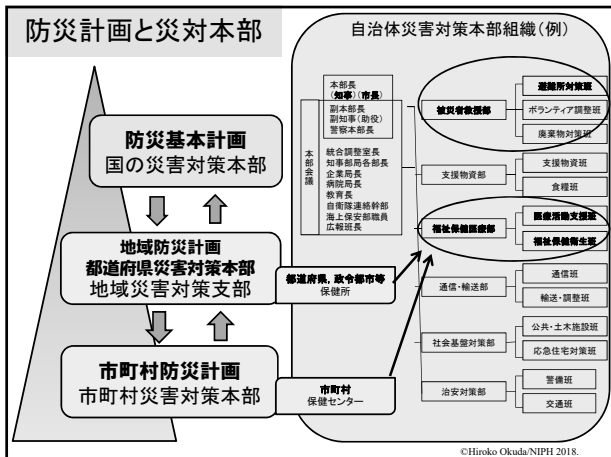 防災計画と災対本部
防災基本計画
国の災害対策本部
地域防災計画
都道府県災害対策本部
地域災害対策支部
市町村防災計画
市町村災害対策本部
都道府県，政令都市等
保健所
市町村
保健センター
自治体災害対策本部組織（例）
本部会議
本部長
（知事）（市長）
副本部長
副知事（助役）
警察本部長
統合調整室長
知事部局各部長
企業局長
病院局長
教育長
自衛隊連絡幹部
海上保安部職員
広報班長
被災者救援部
避難所対策班
ボランティア調整班
廃棄物対策班
支援物資部
支援物資班
食糧班
福祉保健医療部
医療活動支援班
福祉保健衛生班
通信・輸送部
通信班
輸送・調整班
社会基盤対策部
公共・土木施設班
応急住宅対策班
治安対策部
警備班
交通班
©Hiroko Okuda/NIPH 2018.